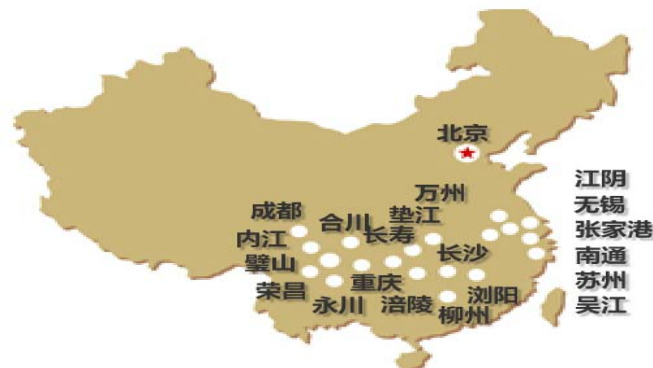 北京
江阴
万州
无锡
成都
合川
垫江
长寿
张家港
内江
长沙
南通
璧山
重庆
苏州
荣昌
永川
涪陵
浏阳
柳州
吴江